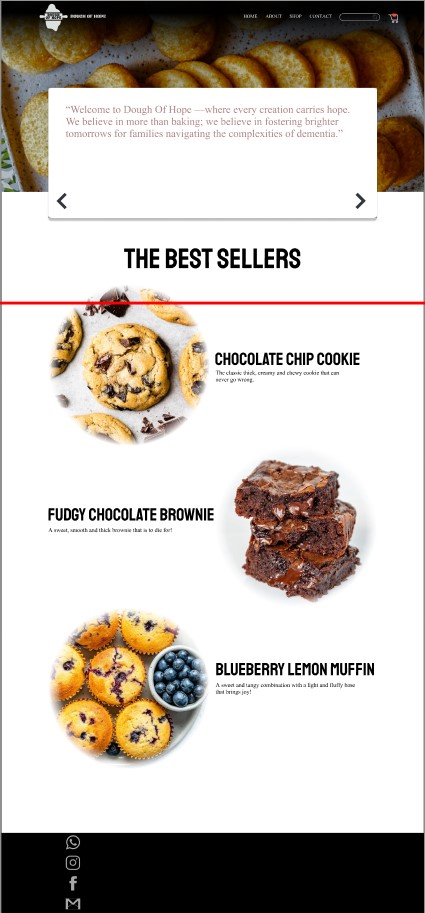 DOUGH OF HOPE
HOME ABOUT SHOP CONTACT
“Welcome to Dough Of Hope—where every creation carries hope.
We believe in more than baking; we believe in fostering brighter
tomorrows for families navigating the complexities of dementia.”
THE BEST SELLERS
CHOCOLATE CHIP COOKIE
The classic thick, creamy and chewy cookie that can
never go wrong.
FUDGY CHOCOLATE BROWNIE
A sweet, smooth and thick brownie that is to die for!
BLUEBERRY LEMON MUFFIN
A sweet and tangy combination with a light and fluffy base
that brings joy!